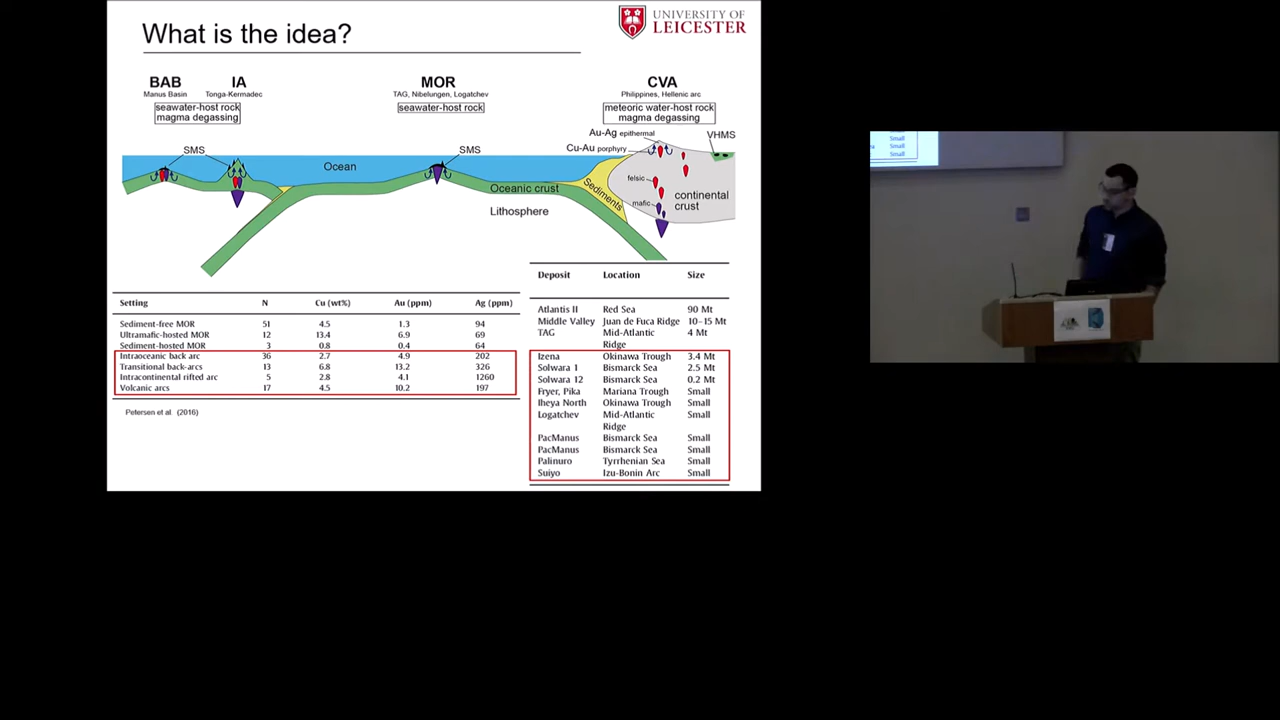 What is the idea?
UNIVERSITY OF
LEICESTER
BAB
Manus Basin
seawater-host rock
magma degassing
IA
Tonga-Kermadec
MOR
TAG, Nibelungen, Logatchev
seawater-host rock
CVA
Philippines, Hellenic arc
meteoric water-host rock
magma degassing
Au-Ag epithermal
Cu-Au porphyry
VHMS
SMS
SMS
Ocean
Oceanic crust
Lithosphere
Sediments
felsic
mafic
continental
crust
Setting N Cu (wt%) Au (ppm) Ag (ppm)
Sediment-free MOR 51 4.5 1.3 94
Ultramafic-hosted MOR 12 13.4 6.9 69
Sediment-hosted MOR 3 0.8 0.4 64
Intraoceanic back arc 36 2.7 4.9 202
Transitional back-arcs 13 6.8 13.2 326
Intracontinental rifted arc 5 2.8 4.1 1260
Volcanic arcs 17 4.5 10.2 197
Petersen et al. (2016)
Deposit Location Size
Atlantis II Red Sea 90 Mt
Middle Valley Juan de Fuca Ridge 10–15 Mt
TAG Mid-Atlantic 4 Mt
Ridge
Izena Okinawa Trough 3.4 Mt
Solwara 1 Bismarck Sea 2.5 Mt
Solwara 12 Bismarck Sea 0.2 Mt
Fryer, Pika Mariana Trough Small
Iheya North Okinawa Trough Small
Logatchev Mid-Atlantic Small
Ridge
PacManus Bismarck Sea Small
PacManus Bismarck Sea Small
Palinuro Tyrrhenian Sea Small
Suiyo Izu-Bonin Arc Small
Small
Small
Small